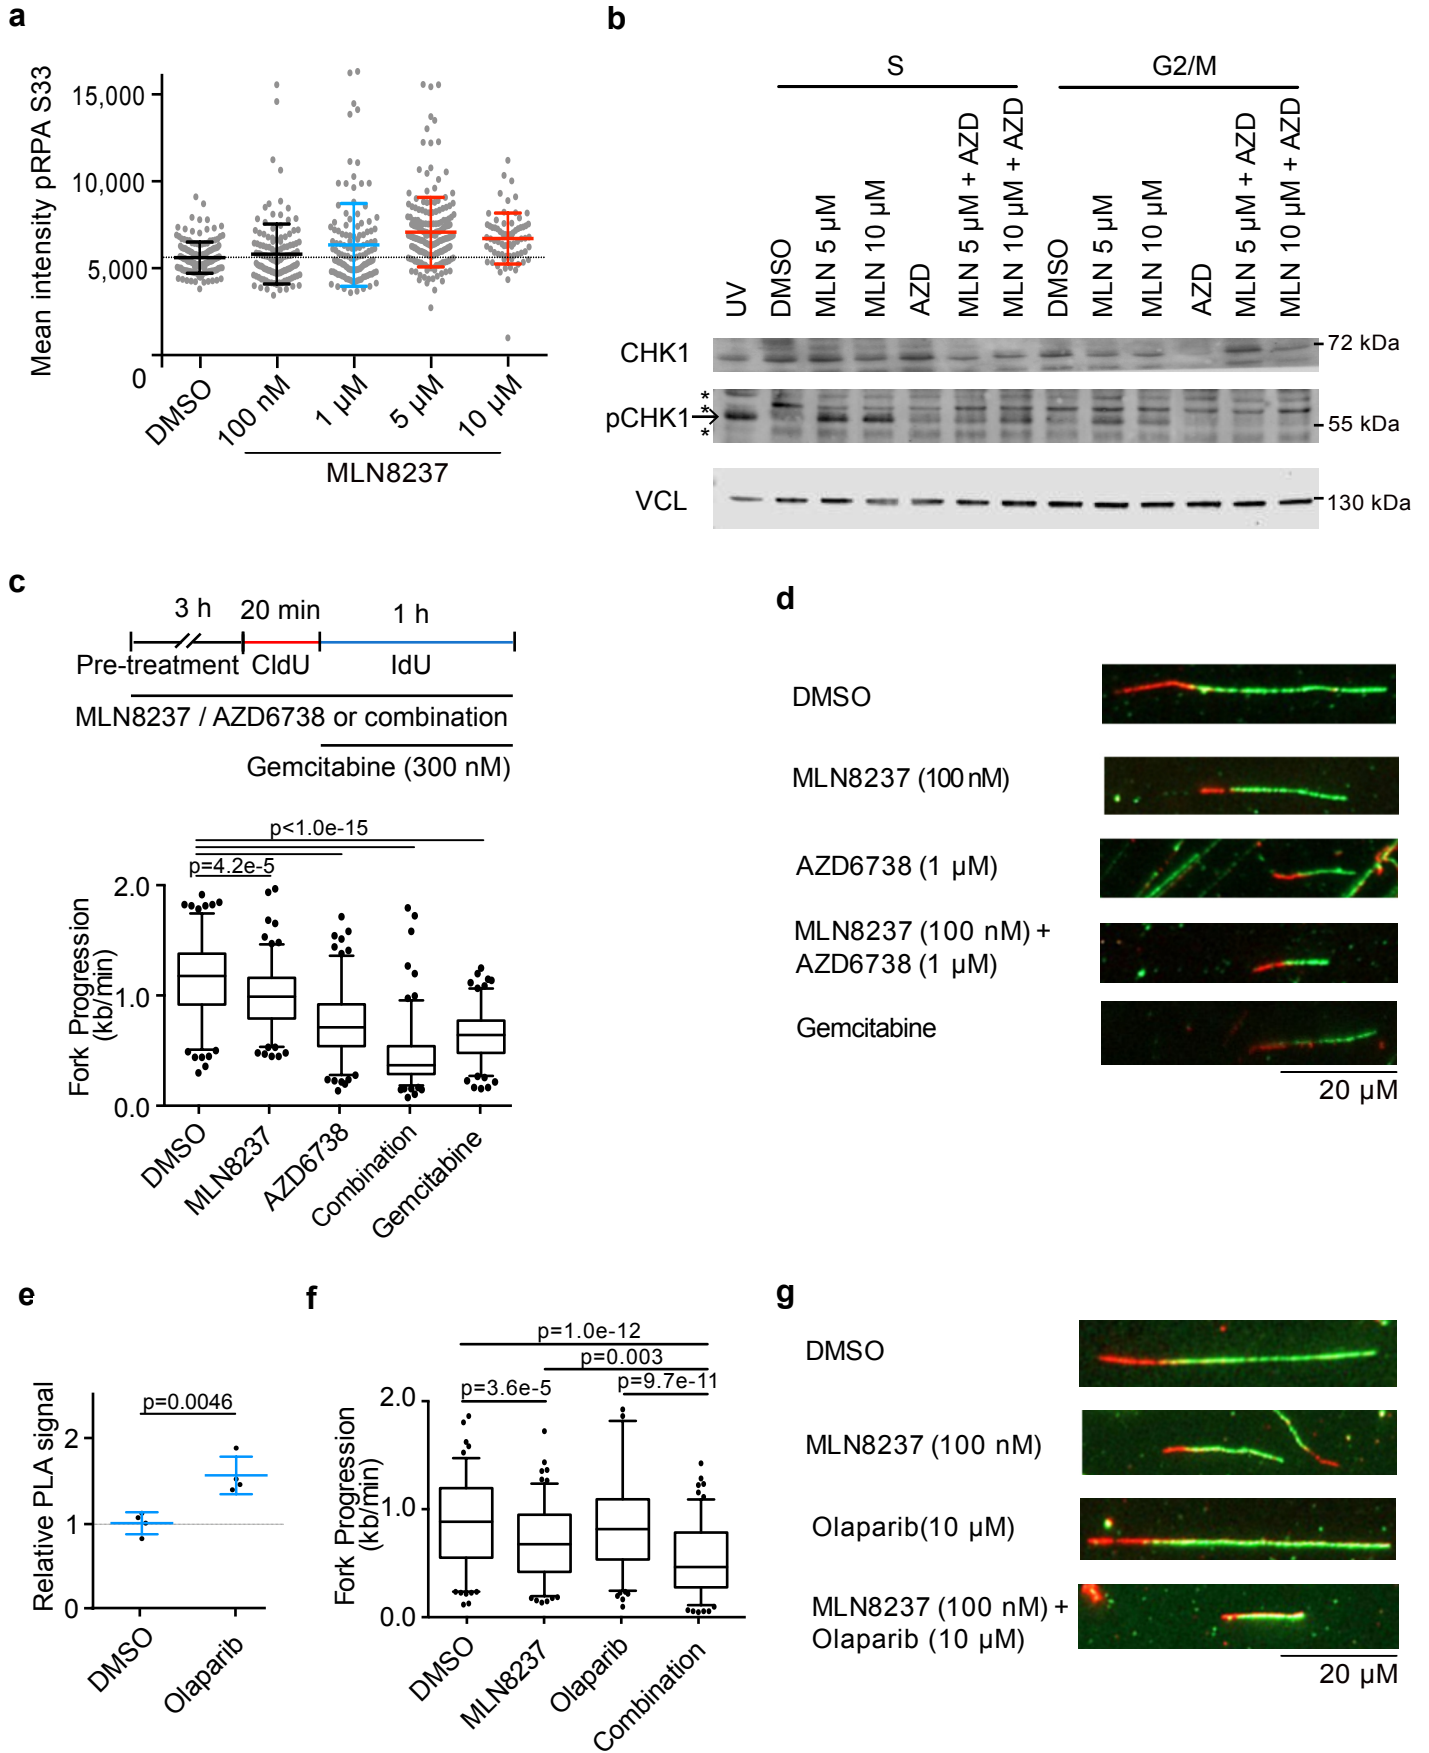 a
Mean intensity pRPA S33
15,000
10,000
5,000
0
DMSO
100 nM
1 µM
5 µM
10 µM
MLN8237
b
S
G2/M
UV
DMSO
MLN 5 µM
MLN 10 µM
AZD
MLN 5 µM + AZD
MLN 10 µM + AZD
DMSO
MLN 5 µM
MLN 10 µM
AZD
MLN 5 µM + AZD
MLN 10 µM + AZD
CHK1
72 kDa
*
*
pCHK1
*
55 kDa
VCL
130 kDa
c
3 h
20 min
1 h
Pre-treatment
CldU
IdU
MLN8237 / AZD6738 or combination
Gemcitabine (300 nM)
p<1.0e-15
p=4.2e-5
Fork Progression
(kb/min)
2.0
1.0
0.0
DMSO
MLN8237
AZD6738
Combination
Gemcitabine
d
DMSO
MLN8237 (100 nM)
AZD6738 (1 µM)
MLN8237 (100 nM) +
AZD6738 (1 µM)
Gemcitabine
20 µM
e
Relative PLA signal
p=0.0046
2
1
0
DMSO
Olaparib
f
p=1.0e-12
p=0.003
p=3.6e-5
p=9.7e-11
Fork Progression
(kb/min)
2.0
1.0
0.0
DMSO
MLN8237
Olaparib
Combination
g
DMSO
MLN8237 (100 nM)
Olaparib(10 µM)
MLN8237 (100 nM) +
Olaparib (10 µM)
20 µM